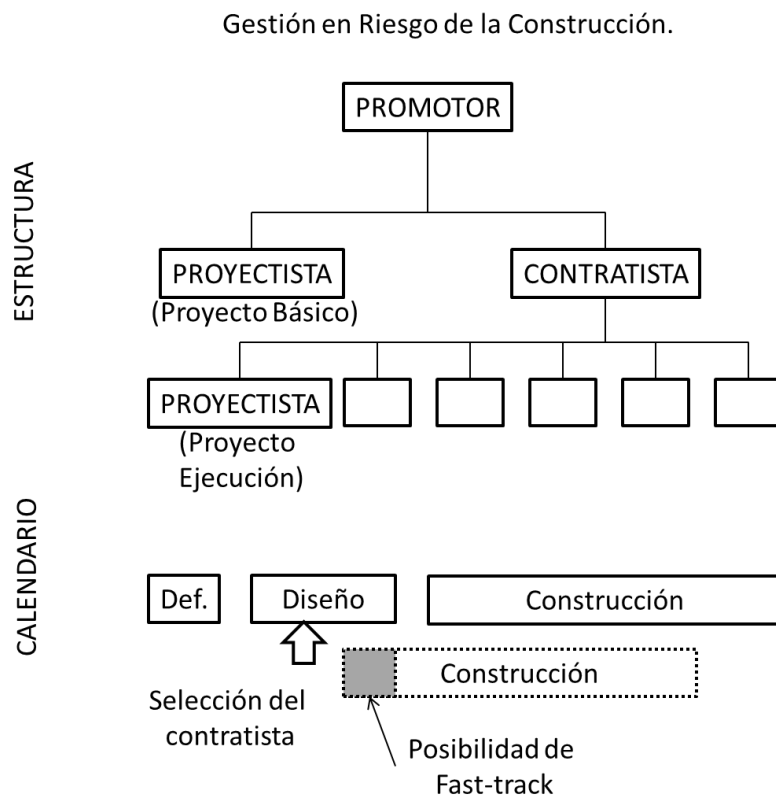 Gestión en Riesgo de la Construcción.
PROMOTOR
ESTRUCTURA
PROYECTISTA
(Proyecto Básico)
CONTRATISTA
PROYECTISTA
(Proyecto
Ejecución)
CALENDARIO
Def.
Diseño
Construcción
Construcción
Selección del
contratista
Posibilidad de
Fast-track